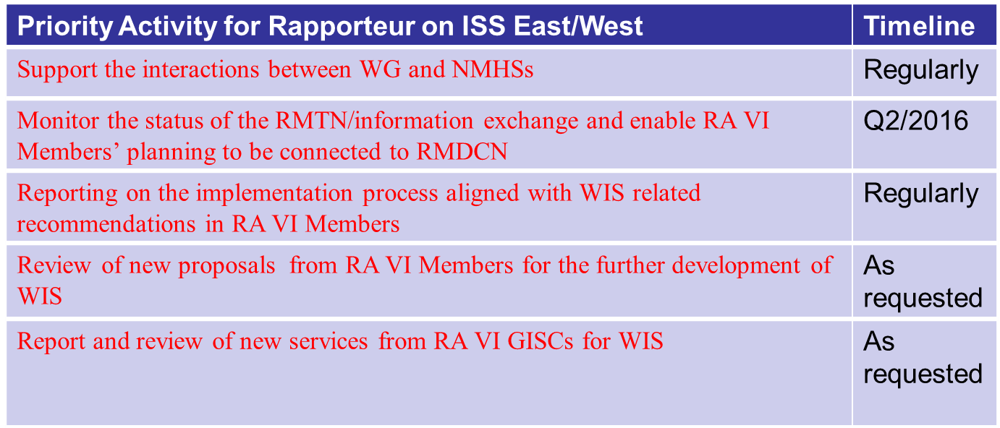 Priority Activity for Rapporteur on ISS East/West
Timeline
Support the interactions between WG and NMHSs
Regularly
Monitor the status of the RMTN/information exchange and enable RA VI
Members’ planning to be connected to RMDCN
Q2/2016
Reporting on the implementation process aligned with WIS related
recommendations in RA VI Members
Regularly
Review of new proposals from RA VI Members for the further development of
WIS
As
requested
Report and review of new services from RA VI GISCs for WIS
As
requested